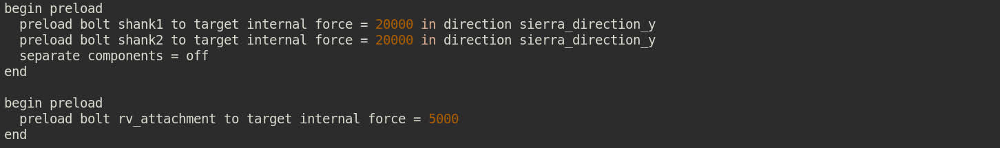 begin preload
  preload bolt shank1 to target internal force = 20000 in direction sierra_direction_y
  preload bolt shank2 to target internal force = 20000 in direction sierra_direction_y
  separate components = off
end

begin preload
  preload bolt rv_attachment to target internal force = 5000
end